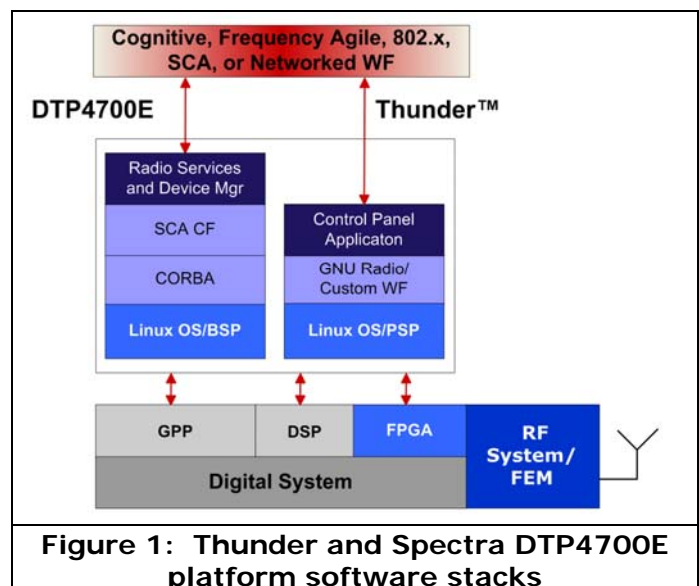 Cognitive, Frequency Agile, 802.x,
SCA, or Networked WF
DTP4700E
Thunder™
Radio Services
and Device Mgr
SCA CF
CORBA
Linux OS/BSP
Control Panel
Applicaton
GNU Radio/
Custom WF
Linux OS/PSP
GPP
DSP
FPGA
RF
System/
FEM
Digital System
Figure 1: Thunder and Spectra DTP4700E
platform software stacks